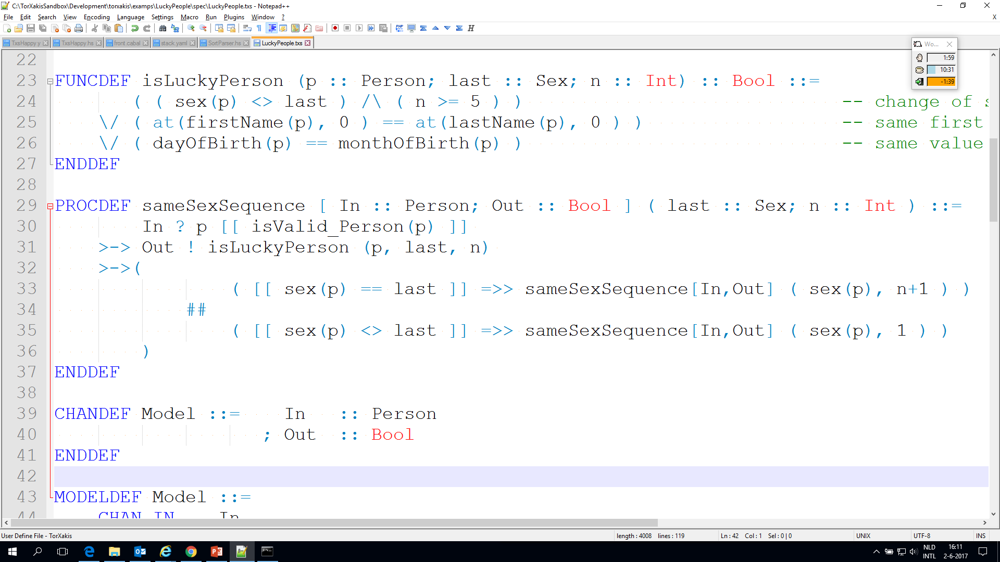 C:\TorXakisSandbox\Development\torxakis\examps\LuckyPeople\spec\LuckyPeople.txs - Notepad++
File Edit Search View Encoding Language Settings Macro Run Plugins Window ? X
TxsHappy.y TxsHappy.hs front.cabal stack.yaml SortParser.hs LuckyPeople.txs
Wo...
1:59
10:31
-1:39
22
23 FUNCDEF isLuckyPerson (p :: Person; last :: Sex; n :: Int) :: Bool ::=
24 ( ( sex(p) <> last ) /\ ( n >= 5 ) ) -- change of s
25 \/ ( at(firstName(p), 0 ) == at(lastName(p), 0 ) ) -- same first
26 \/ ( dayOfBirth(p) == monthOfBirth(p) ) -- same value
27 ENDDEF
28
29 PROCDEF sameSexSequence [ In :: Person; Out :: Bool ] ( last :: Sex; n :: Int ) ::=
30 In ? p [[ isValid_Person(p) ]]
31 >-> Out ! isLuckyPerson (p, last, n)
32 >->(
33 ( [[ sex(p) == last ]] =>> sameSexSequence[In,Out] ( sex(p), n+1 ) )
34 ##
35 ( [[ sex(p) <> last ]] =>> sameSexSequence[In,Out] ( sex(p), 1 ) )
36 )
37 ENDDEF
38
39 CHANDEF Model ::= In :: Person
40 ; Out :: Bool
41 ENDDEF
42
43 MODELDEF Model ::=
44 CHAN IN In
User Define File - TorXakis length : 4008 lines : 119 Ln : 42 Col : 1 Sel : 0 | 0 UNIX UTF-8 INS
NLD 16:11
INTL 2-6-2017